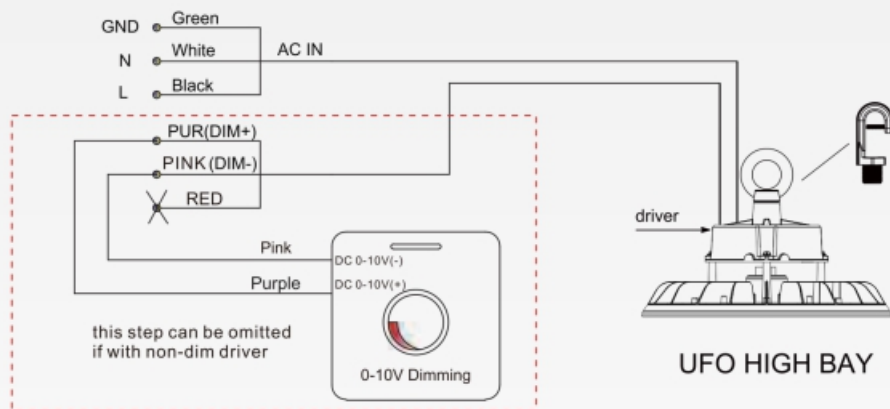 GND Green
N White AC IN
L Black
PUR(DIM+)
PINK(DIM-)
RED
driver
Pink DC 0-10V(-)
Purple DC 0-10V(+)
this step can be omitted
if with non-dim driver
0-10V Dimming
UFO HIGH BAY